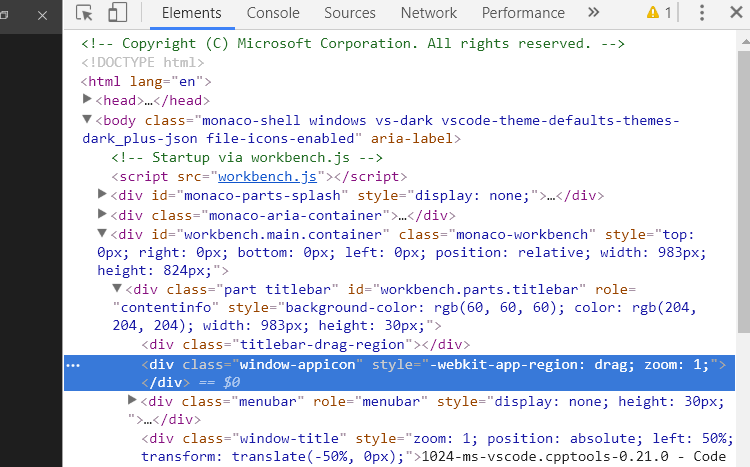 Elements Console Sources Network Performance » 1
<!-- Copyright (C) Microsoft Corporation. All rights reserved. -->
<!DOCTYPE html>
<html lang="en">
<head>…</head>
<body class="monaco-shell windows vs-dark vscode-theme-defaults-themes-
dark_plus-json file-icons-enabled" aria-label>
<!-- Startup via workbench.js -->
<script src="workbench.js"></script>
<div id="monaco-parts-splash" style="display: none;">…</div>
<div class="monaco-aria-container">…</div>
<div id="workbench.main.container" class="monaco-workbench" style="top:
0px; right: 0px; bottom: 0px; left: 0px; position: relative; width: 983px;
height: 824px;">
<div class="part titlebar" id="workbench.parts.titlebar" role=
"contentinfo" style="background-color: rgb(60, 60, 60); color: rgb(204,
204, 204); width: 983px; height: 30px;">
<div class="titlebar-drag-region"></div>
… <div class="window-appicon" style="-webkit-app-region: drag; zoom: 1;">
</div> == $0
<div class="menubar" role="menubar" style="display: none; height: 30px;
">…</div>
<div class="window-title" style="zoom: 1; position: absolute; left: 50%;
transform: translate(-50%, 0px);">1024-ms-vscode.cpptools-0.21.0 - Code